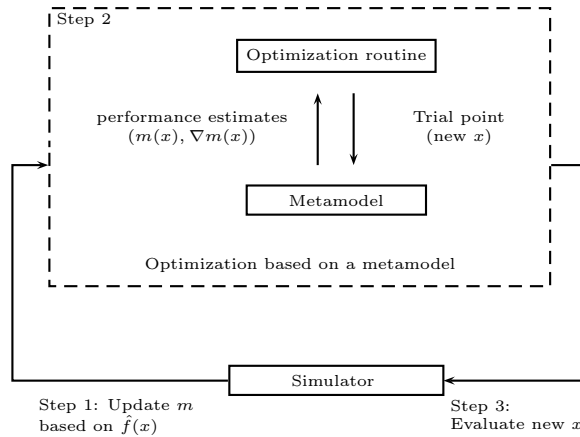 Step 2
Optimization routine
performance estimates
(m(x), ∇m(x))
Trial point
(new x)
Metamodel
Optimization based on a metamodel
Simulator
Step 1: Update m
based on f̂(x)
Step 3:
Evaluate new x